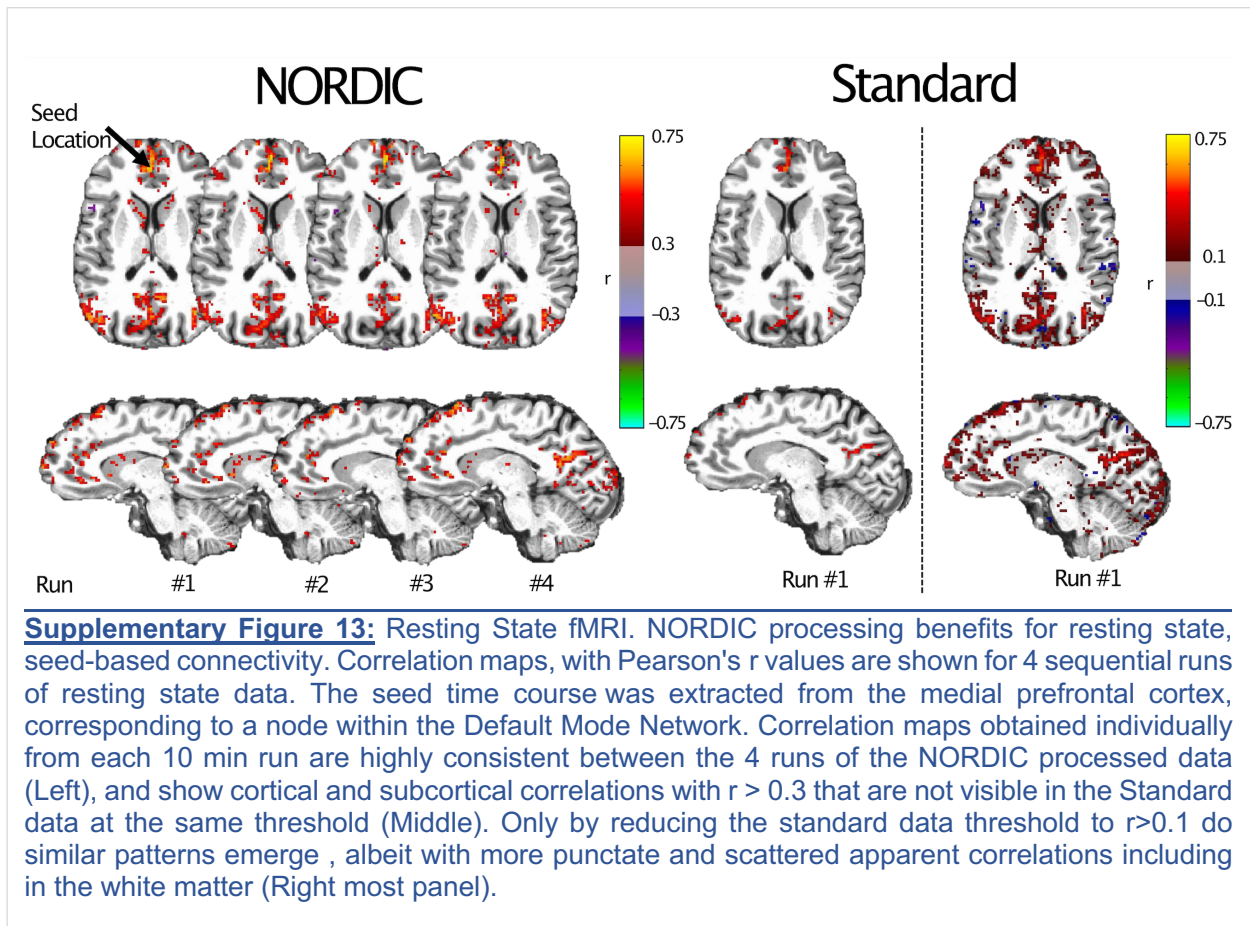 NORDIC
Standard
Seed
Location
0.75
0.3
r
–0.3
–0.75
0.75
0.1
r
–0.1
–0.75
Run #1 #2 #3 #4
Run #1
Run #1
Supplementary Figure 13: Resting State fMRI. NORDIC processing benefits for resting state,
seed-based connectivity. Correlation maps, with Pearson's r values are shown for 4 sequential runs
of resting state data. The seed time course was extracted from the medial prefrontal cortex,
corresponding to a node within the Default Mode Network. Correlation maps obtained individually
from each 10 min run are highly consistent between the 4 runs of the NORDIC processed data
(Left), and show cortical and subcortical correlations with r > 0.3 that are not visible in the Standard
data at the same threshold (Middle). Only by reducing the standard data threshold to r>0.1 do
similar patterns emerge , albeit with more punctate and scattered apparent correlations including
in the white matter (Right most panel).